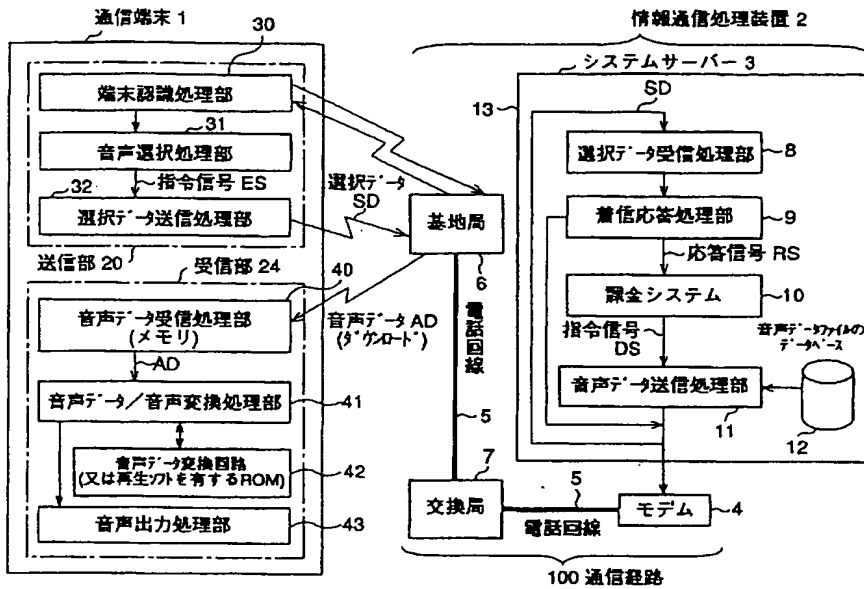 通信端末 1
30
端末認識処理部
31
音声選択処理部
指令信号 ES
32
選択データ送信処理部
送信部 20
受信部 24
40
音声データ受信処理部
(メモリ)
AD
音声データ/音声変換処理部
41
音声データ変換回路
(又は再生ソフトを有するROM)
42
音声出力処理部
43
選択データ
SD
基地局
6
音声データ AD
(ダウンロード)
電話回線
5
7
交換局
5
電話回線
モデム
4
100 通信経路
情報通信処理装置 2
システムサーバー 3
13
SD
選択データ受信処理部
8
着信応答処理部
9
応答信号 RS
課金システム
10
指令信号
DS
音声データファイルの
データベース
音声データ送信処理部
11
12